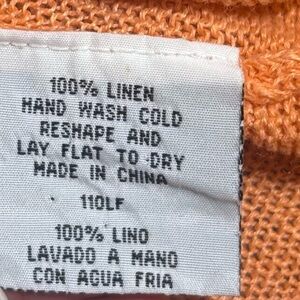 100% LINEN
HAND WASH COLD
RESHAPE AND
LAY FLAT TO DRY
MADE IN CHINA
110LF
100% LINO
LAVADO A MANO
CON AGUA FRIA